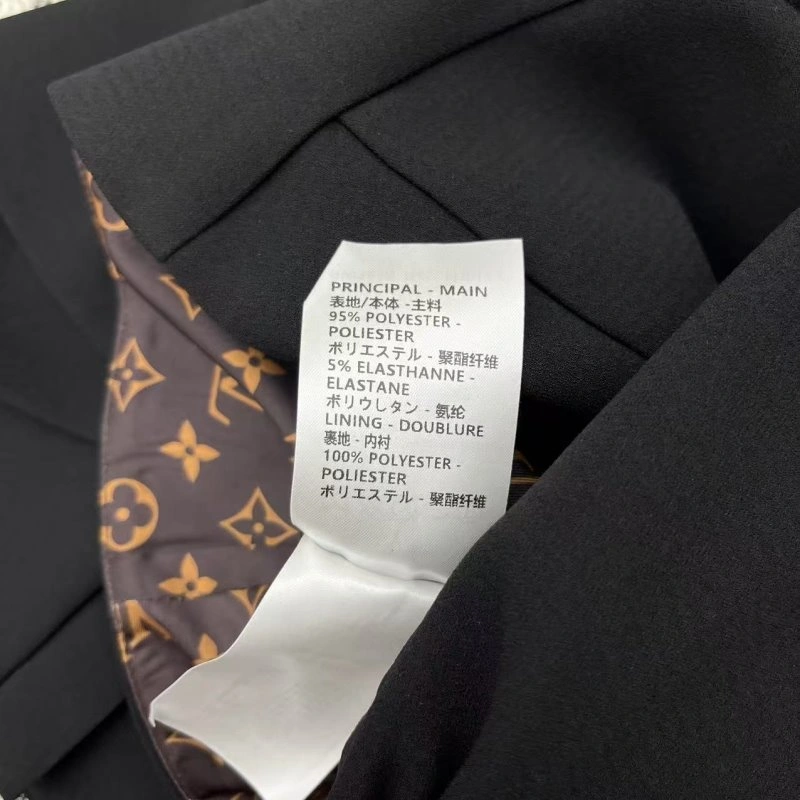 PRINCIPAL - MAIN
表地/本体 -主料
95% POLYESTER -
POLIESTER
ポリエステル - 聚酯纤维
5% ELASTHANNE -
ELASTANE
ポリウレタン - 氨纶
LINING - DOUBLURE
裏地 - 内衬
100% POLYESTER -
POLIESTER
ポリエステル - 聚酯纤维